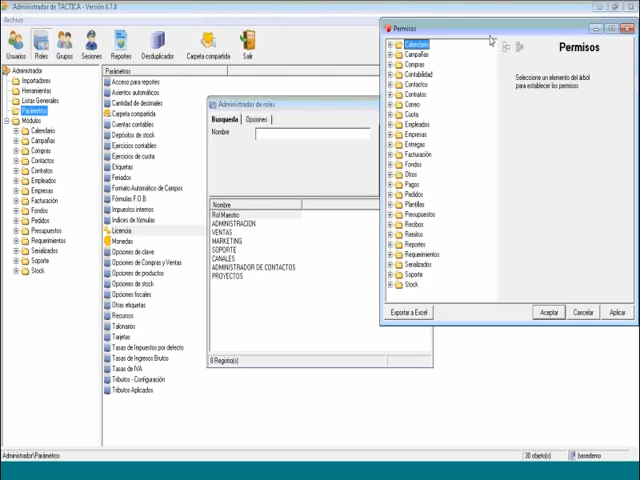 Administrador de TACTICA - Versión 6.7.8
Archivo
Usuarios
Roles
Grupos
Sesiones
Reportes
Desduplicador
Carpeta compartida
Salir
Administrador
Importadores
Herramientas
Listas Generales
Parámetros
Módulos
Calendario
Campañas
Compras
Contactos
Contratos
Empleados
Empresas
Facturación
Fondos
Pedidos
Presupuestos
Requerimientos
Serializados
Soporte
Stock
Parámetros
Acceso para reportes
Asientos automáticos
Cantidad de decimales
Carpeta compartida
Cuentas contables
Depósitos de stock
Ejercicios contables
Ejercicios de cuota
Etiquetas
Feriados
Formato Automático de Campos
Fórmulas F.O.B.
Impuestos internos
Indices de fórmulas
Licencia
Monedas
Opciones de clave
Opciones de Compras y Ventas
Opciones de productos
Opciones de stock
Opciones fiscales
Otras etiquetas
Recursos
Talonarios
Tarjetas
Tasas de Impuestos por defecto
Tasas de Ingresos Brutos
Tasas de IVA
Tributos - Configuración
Tributos Aplicados
Administrador de roles
Busqueda
Opciones
Nombre
Nombre
Rol Maestro
ADMINISTRACION
VENTAS
MARKETING
SOPORTE
CANALES
ADMINISTRADOR DE CONTACTOS
PROYECTOS
8 Registro(s)
Permisos
Calendario
Campañas
Compras
Contabilidad
Contactos
Contratos
Correo
Cuota
Empleados
Empresas
Entregas
Facturación
Fondos
Otros
Pagos
Pedidos
Plantillas
Presupuestos
Recibos
Remitos
Reportes
Requerimientos
Serializados
Soporte
Stock
Permisos
Seleccione un elemento del árbol
para establecer los permisos
Exportar a Excel
Aceptar
Cancelar
Aplicar
Administrador\Parámetros
30 objeto(s)
basedemo